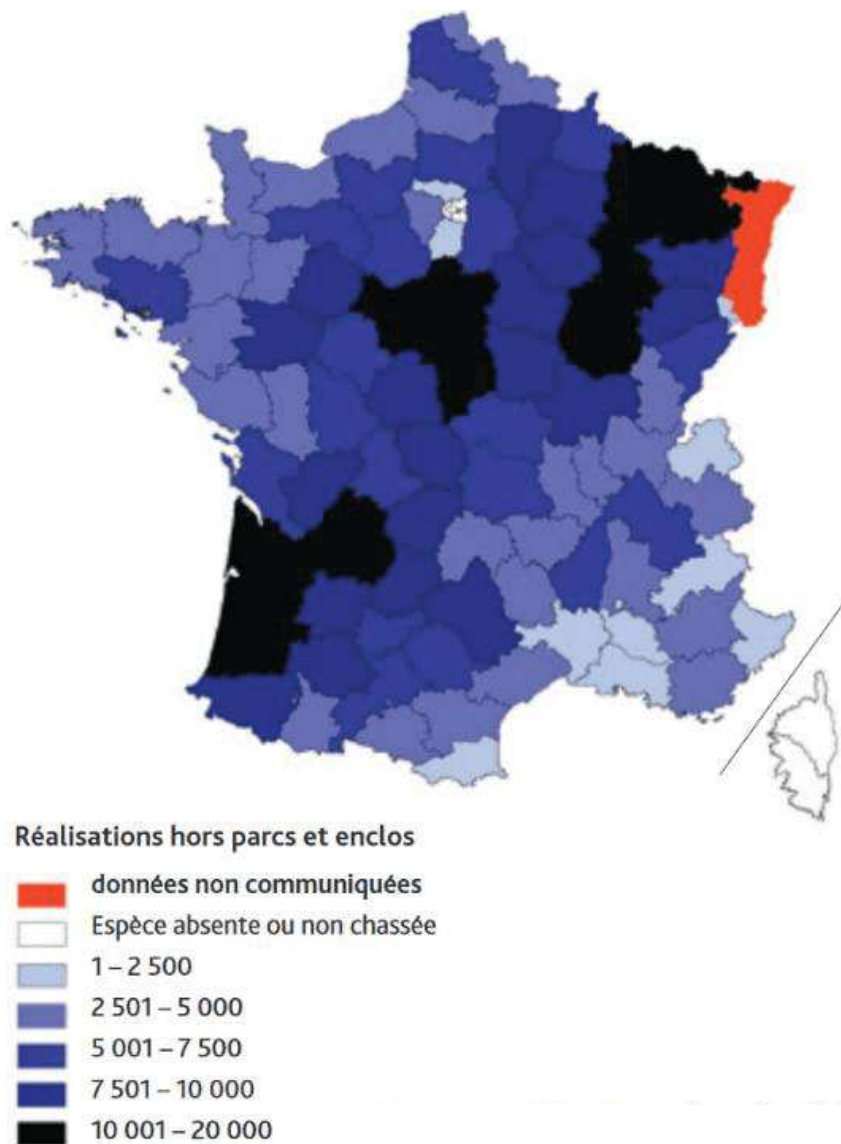 Réalisations hors parcs et enclos
données non communiquées
Espèce absente ou non chassée
1 – 2 500
2 501 – 5 000
5 001 – 7 500
7 501 – 10 000
10 001 – 20 000